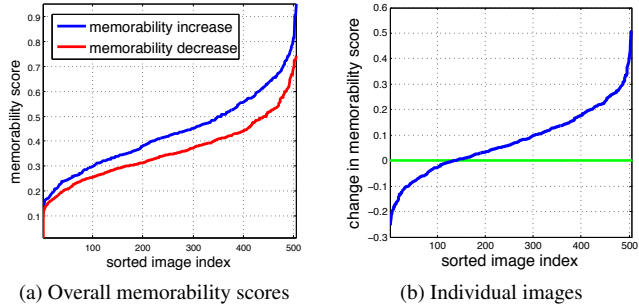 memorability score
0.9
0.8
0.7
0.6
0.5
0.4
0.3
0.2
0.1
memorability increase
memorability decrease
100 200 300 400 500
sorted image index
(a) Overall memorability scores
change in memorability score
0.6
0.5
0.4
0.3
0.2
0.1
0
-0.1
-0.2
-0.3
100 200 300 400 500
sorted image index
(b) Individual images